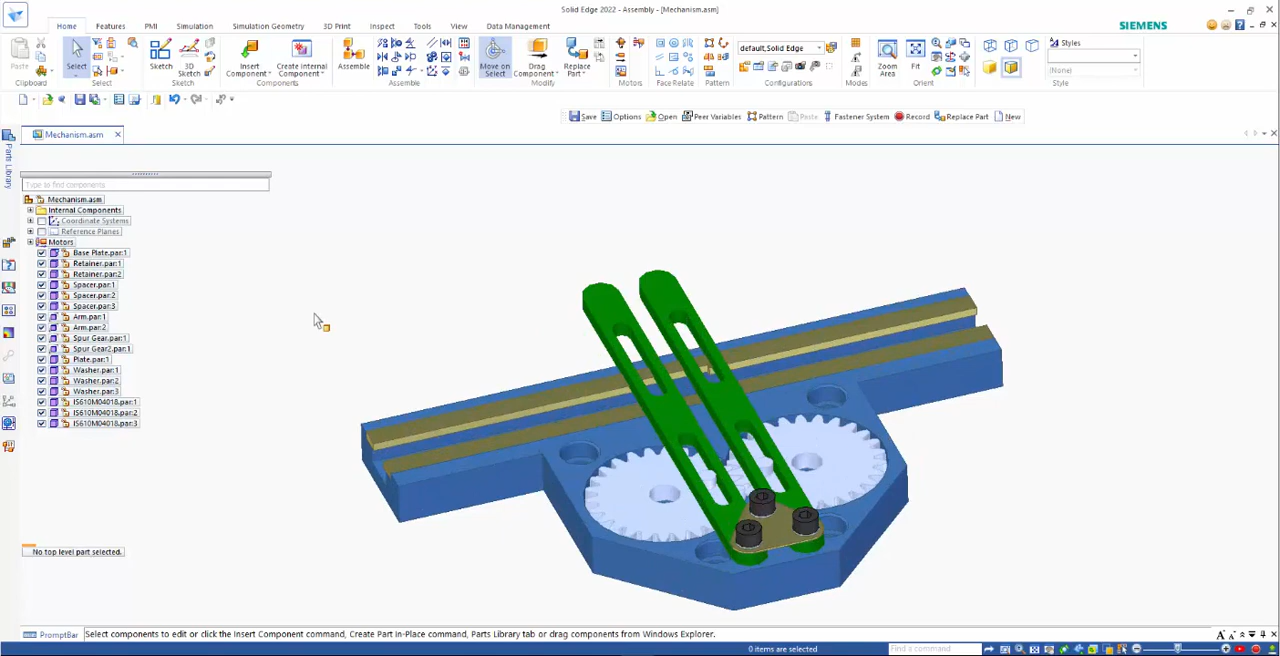 Solid Edge 2022 - Assembly - [Mechanism.asm]
Home Features PMI Simulation Simulation Geometry 3D Print Inspect Tools View Data Management
SIEMENS
Paste Select Sketch 3D Sketch Insert Component Create Internal Component Assemble Move on Select Drag Component Replace Part default,Solid Edge Zoom Area Fit Styles
(None)
Clipboard Select Sketch Components Modify Motors Face Relate Pattern Configurations Modes Orient Style
Save Options Open Peer Variables Pattern Paste Fastener System Record Replace Part New
Mechanism.asm
Parts Library
Type to find components
Mechanism.asm
Internal Components
Coordinate Systems
Reference Planes
Motors
Base Plate.par:1
Retainer.par:1
Retainer.par:2
Spacer.par:1
Spacer.par:2
Spacer.par:3
Arm.par:1
Arm.par:2
Spur Gear.par:1
Spur Gear2.par:1
Plate.par:1
Washer.par:1
Washer.par:2
Washer.par:3
IS610M04018.par:1
IS610M04018.par:2
IS610M04018.par:3
No top level part selected.
PromptBar Select components to edit or click the Insert Component command, Create Part In-Place command, Parts Library tab or drag components from Windows Explorer.
0 items are selected Find a command